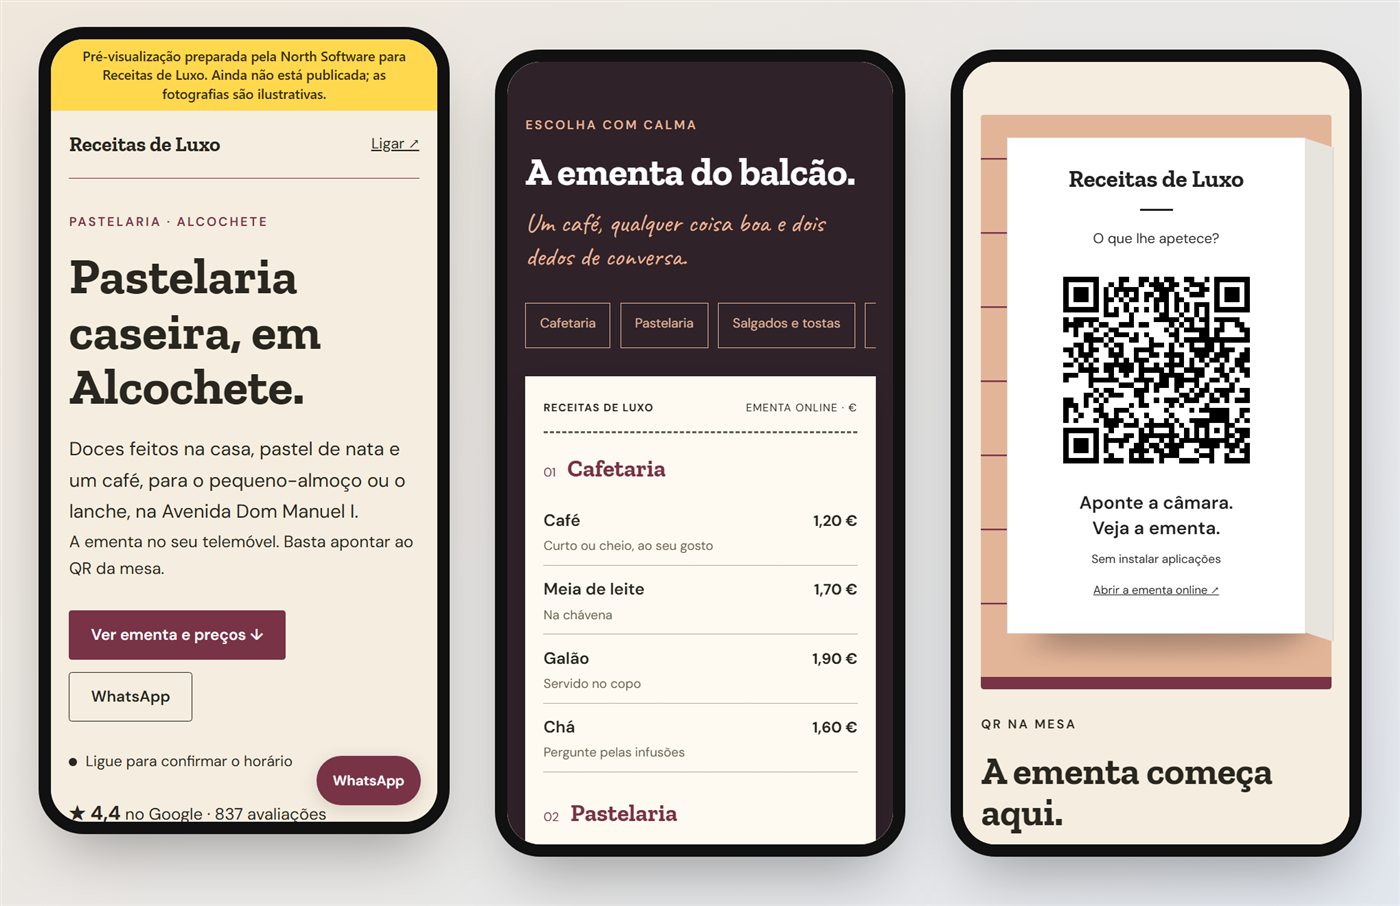 Pré-visualização preparada pela North Software para
Receitas de Luxo. Ainda não está publicada; as
fotografias são ilustrativas.
Receitas de Luxo
Ligar ↗
PASTELARIA · ALCOCHETE
Pastelaria
caseira, em
Alcochete.
Doces feitos na casa, pastel de nata e
um café, para o pequeno-almoço ou o
lanche, na Avenida Dom Manuel I.
A ementa no seu telemóvel. Basta apontar ao
QR da mesa.
Ver ementa e preços ↓
WhatsApp
Ligue para confirmar o horário
WhatsApp
★ 4,4 no Google · 837 avaliações
ESCOLHA COM CALMA
A ementa do balcão.
Um café, qualquer coisa boa e dois
dedos de conversa.
Cafetaria
Pastelaria
Salgados e tostas
RECEITAS DE LUXO
EMENTA ONLINE · €
01 Cafetaria
Café 1,20 €
Curto ou cheio, ao seu gosto
Meia de leite 1,70 €
Na chávena
Galão 1,90 €
Servido no copo
Chá 1,60 €
Pergunte pelas infusões
02 Pastelaria
Receitas de Luxo
O que lhe apetece?
Aponte a câmara.
Veja a ementa.
Sem instalar aplicações
Abrir a ementa online ↗
QR NA MESA
A ementa começa
aqui.